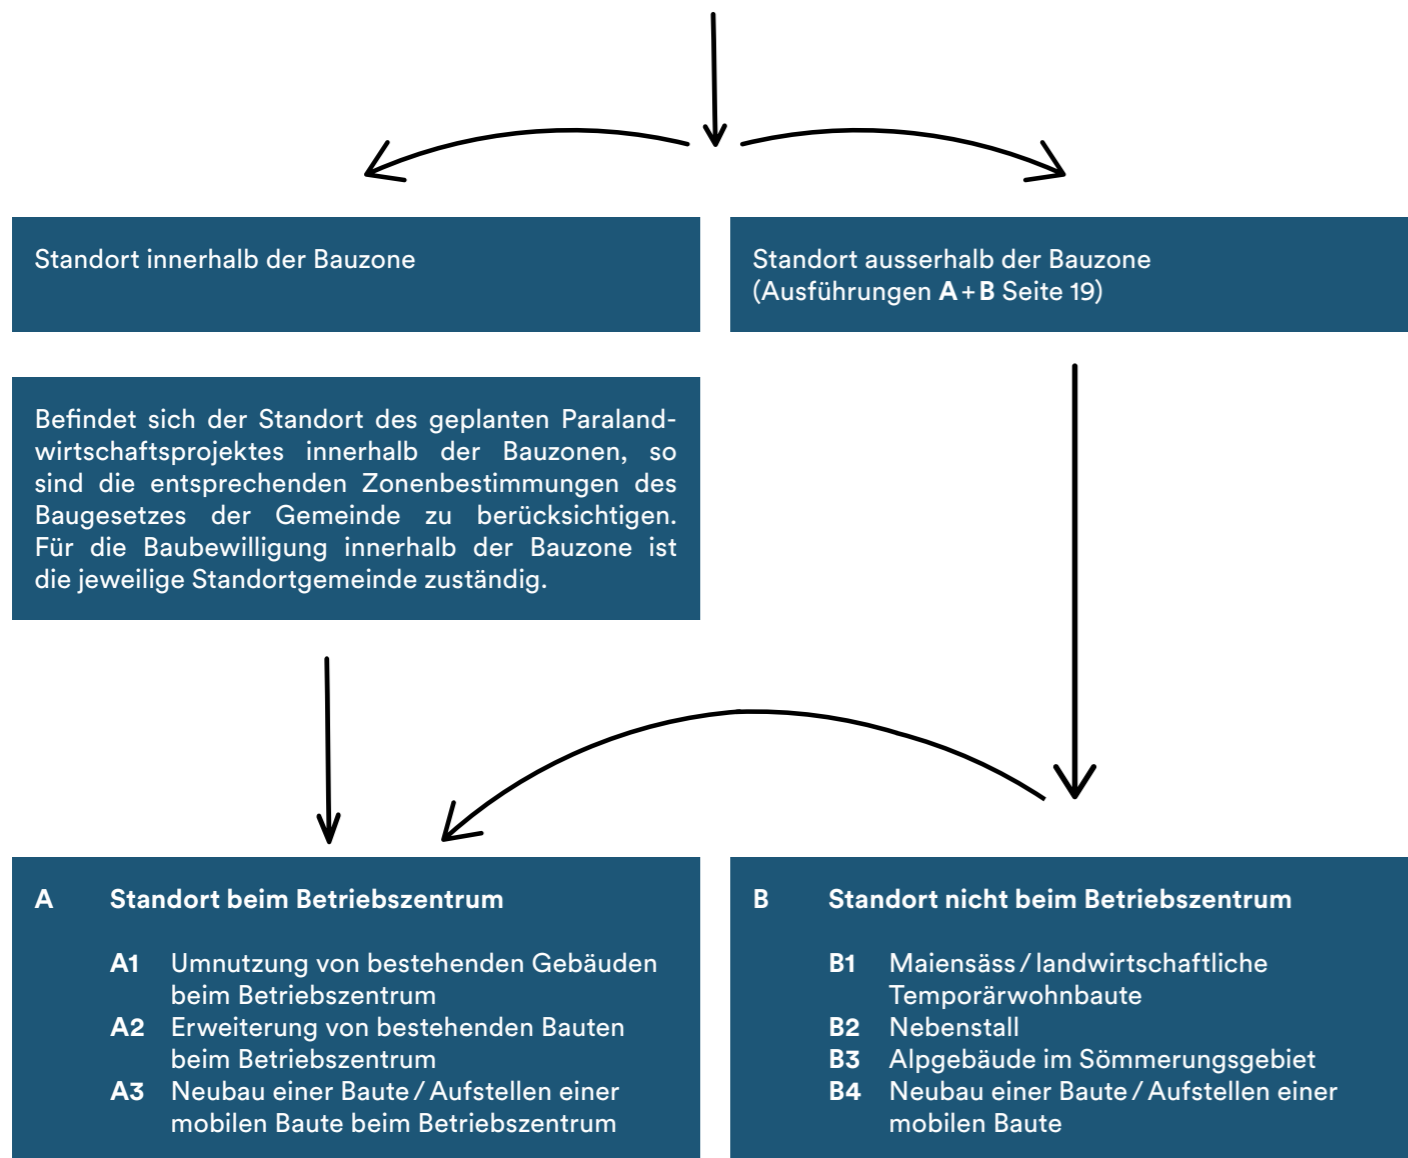 Standort innerhalb der Bauzone
Standort ausserhalb der Bauzone
(Ausführungen A+B Seite 19)
Befindet sich der Standort des geplanten Paraland-
wirtschaftsprojektes innerhalb der Bauzonen, so
sind die entsprechenden Zonenbestimmungen des
Baugesetzes der Gemeinde zu berücksichtigen.
Für die Baubewilligung innerhalb der Bauzone ist
die jeweilige Standortgemeinde zuständig.
A Standort beim Betriebszentrum
A1 Umnutzung von bestehenden Gebäuden
beim Betriebszentrum
A2 Erweiterung von bestehenden Bauten
beim Betriebszentrum
A3 Neubau einer Baute / Aufstellen einer
mobilen Baute beim Betriebszentrum
B Standort nicht beim Betriebszentrum
B1 Maiensäss / landwirtschaftliche
Temporärwohnbaute
B2 Nebenstall
B3 Alpgebäude im Sömmerungsgebiet
B4 Neubau einer Baute / Aufstellen einer
mobilen Baute